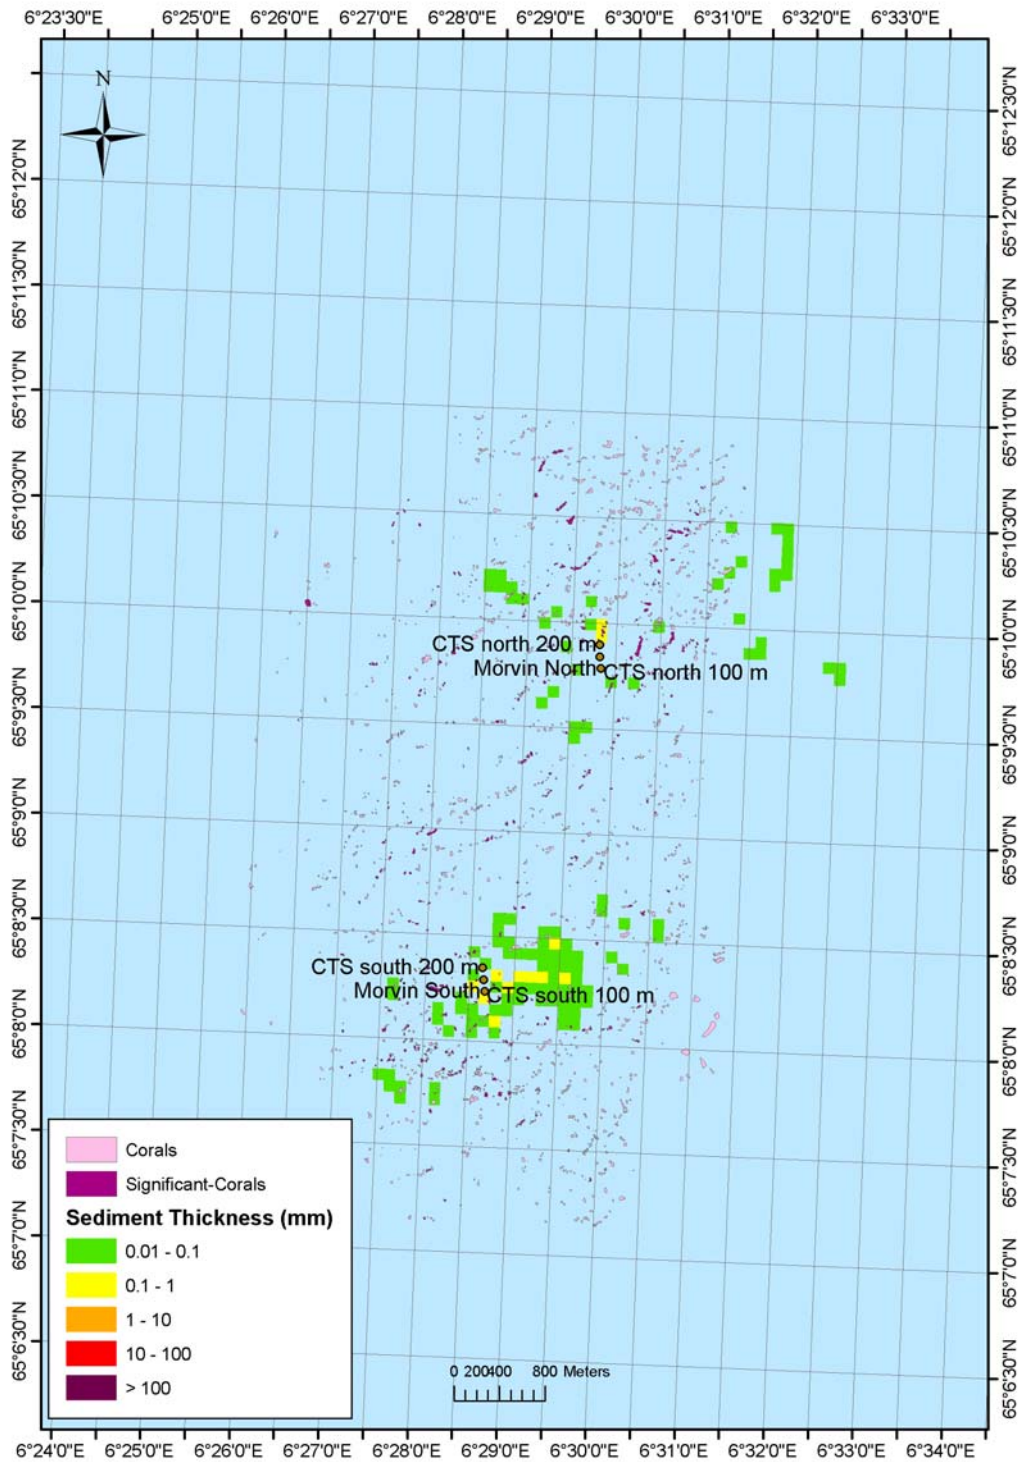 6°23'30"E 6°25'0"E 6°26'0"E 6°27'0"E 6°28'0"E 6°29'0"E 6°30'0"E 6°31'0"E 6°32'0"E 6°33'0"E
N
65°12'30"N
65°12'0"N
65°12'0"N
65°11'30"N
65°11'30"N
65°11'0"N
65°11'0"N
65°10'30"N
65°10'30"N
65°10'0"N
65°10'0"N
CTS north 200 m
Morvin North
CTS north 100 m
65°9'30"N
65°9'30"N
65°9'0"N
65°9'0"N
65°8'30"N
65°8'30"N
CTS south 200 m
Morvin South
CTS south 100 m
65°8'0"N
65°8'0"N
65°7'30"N
65°7'30"N
65°7'0"N
65°7'0"N
65°6'30"N
65°6'30"N
Corals
Significant-Corals
Sediment Thickness (mm)
0.01 - 0.1
0.1 - 1
1 - 10
10 - 100
> 100
0 200 400 800 Meters
6°24'0"E 6°25'0"E 6°26'0"E 6°27'0"E 6°28'0"E 6°29'0"E 6°30'0"E 6°31'0"E 6°32'0"E 6°33'0"E 6°34'0"E